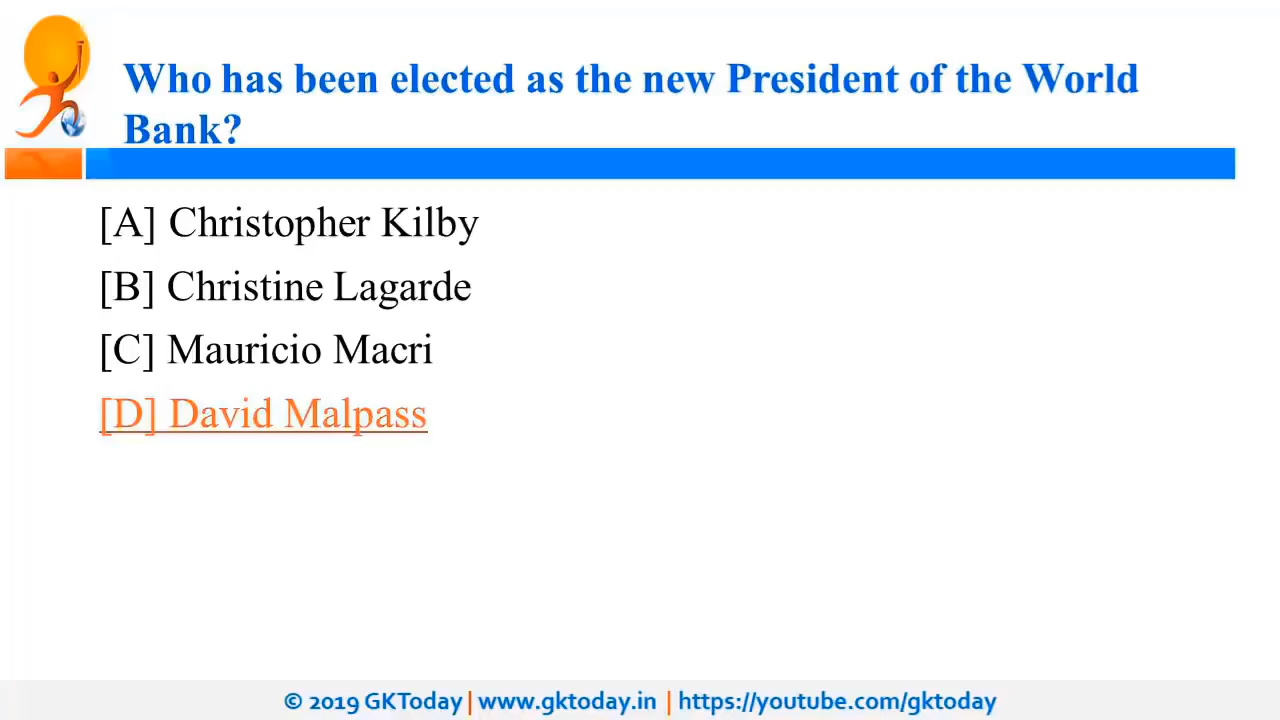 Who has been elected as the new President of the World
Bank?
[A] Christopher Kilby
[B] Christine Lagarde
[C] Mauricio Macri
[D] David Malpass
© 2019 GKToday | www.gktoday.in | https://youtube.com/gktoday